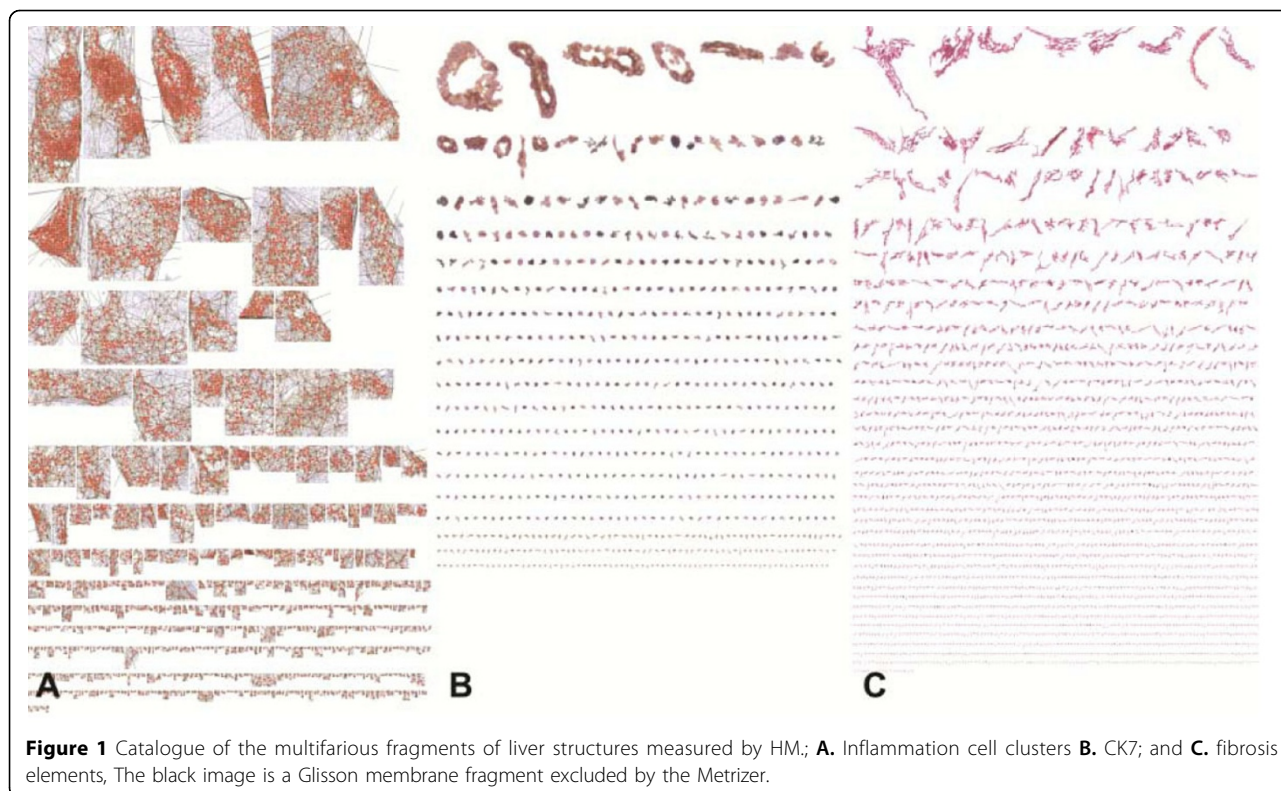 A
B
C
Figure 1 Catalogue of the multifarious fragments of liver structures measured by HM.; A. Inflammation cell clusters B. CK7; and C. fibrosis
elements, The black image is a Glisson membrane fragment excluded by the Metrizer.